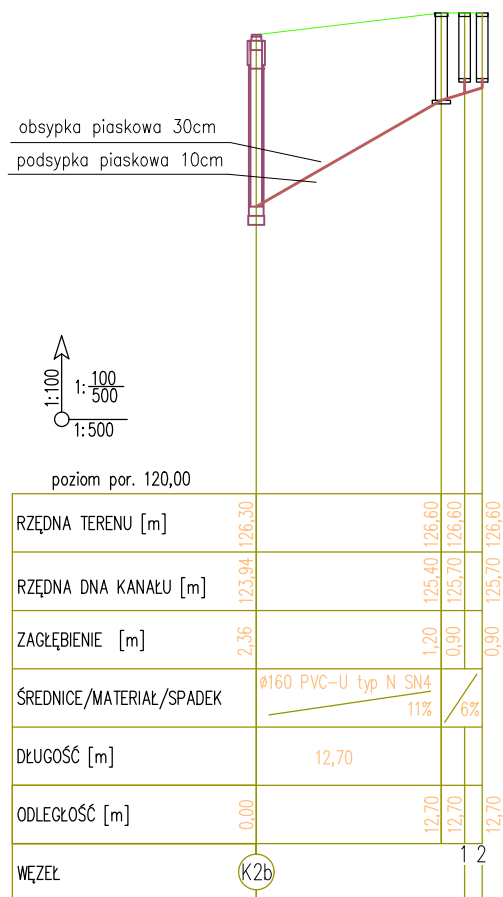 obsypka piaskowa 30cm
podsypka piaskowa 10cm
1:100
1:100/500
1:500
poziom por. 120,00
RZĘDNA TERENU [m] 126,30 126,60 126,60 126,60
RZĘDNA DNA KANAŁU [m] 123,94 125,40 125,70 125,70
ZAGŁĘBIENIE [m] 2,36 1,20 0,90 0,90
ŚREDNICE/MATERIAŁ/SPADEK ø160 PVC-U typ N SN4 11% 6%
DŁUGOŚĆ [m] 12,70
ODLEGŁOŚĆ [m] 0,00 12,70 12,70 12,70
WĘZEŁ K2b 1 2